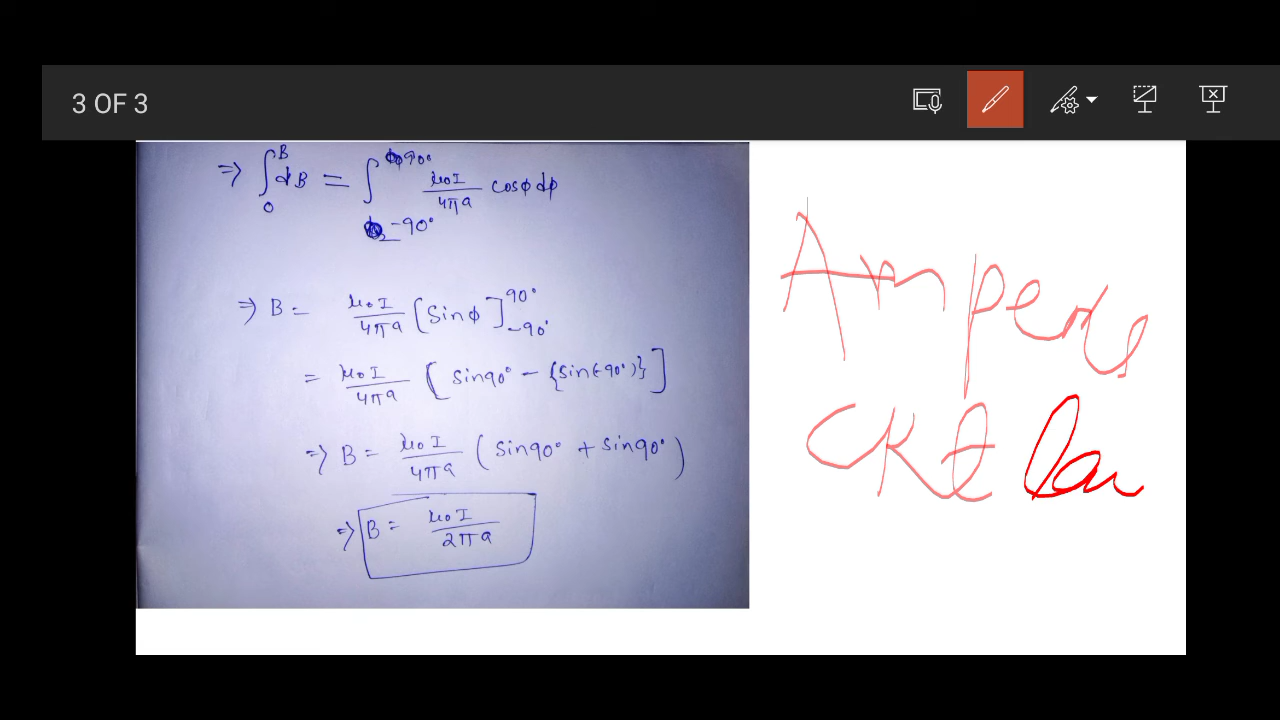 3 OF 3
⇒ ∫₀ᴮ dB = ∫₋₉₀°^90° μ₀I/4πa cosϕ dϕ
⇒ B = μ₀I/4πa [Sinϕ]₋₉₀°^90°
= μ₀I/4πa [Sin90° - {Sin(-90°)}]
⇒ B = μ₀I/4πa (Sin90° + Sin90°)
⇒ B = μ₀I/2πa
Ampere
CKt law